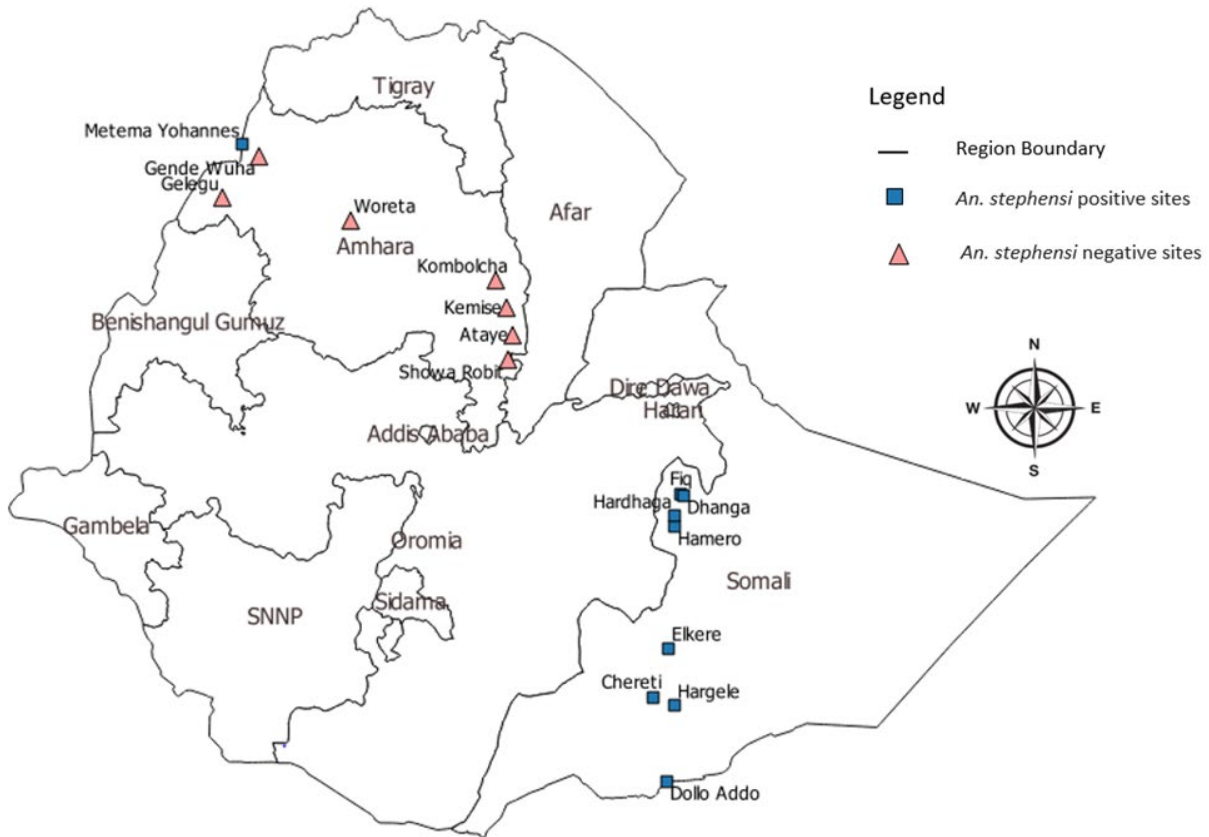 Tigray
Legend
Metema Yohannes
Region Boundary
Gende Wuha
Gelegu
An. stephensi positive sites
Woreta
Afar
Amhara
An. stephensi negative sites
Kombolcha
Kemise
Benishangul Gumuz
Ataye
N
Showa Robit
Dire Dawa
W
E
Harari
Addis Ababa
S
Fiq
Hardhaga
Dhanga
Gambela
Hamero
Oromia
Somali
Sidama
SNNP
Elkere
Chereti
Hargele
Dollo Addo